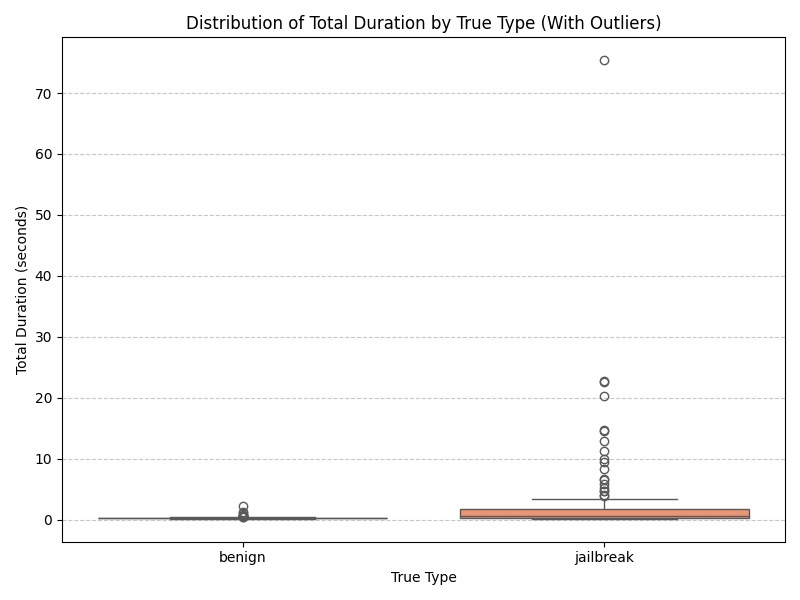 Distribution of Total Duration by True Type (With Outliers)
70
60
50
40
30
20
10
0
Total Duration (seconds)
benign
jailbreak
True Type